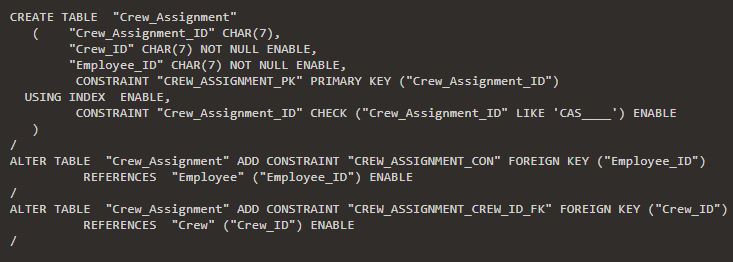 CREATE TABLE  "Crew_Assignment"
   (    "Crew_Assignment_ID" CHAR(7),
        "Crew_ID" CHAR(7) NOT NULL ENABLE,
        "Employee_ID" CHAR(7) NOT NULL ENABLE,
         CONSTRAINT "CREW_ASSIGNMENT_PK" PRIMARY KEY ("Crew_Assignment_ID")
  USING INDEX  ENABLE,
         CONSTRAINT "Crew_Assignment_ID" CHECK ("Crew_Assignment_ID" LIKE 'CAS____') ENABLE
   )
/
ALTER TABLE  "Crew_Assignment" ADD CONSTRAINT "CREW_ASSIGNMENT_CON" FOREIGN KEY ("Employee_ID")
          REFERENCES  "Employee" ("Employee_ID") ENABLE
/
ALTER TABLE  "Crew_Assignment" ADD CONSTRAINT "CREW_ASSIGNMENT_CREW_ID_FK" FOREIGN KEY ("Crew_ID")
          REFERENCES  "Crew" ("Crew_ID") ENABLE
/